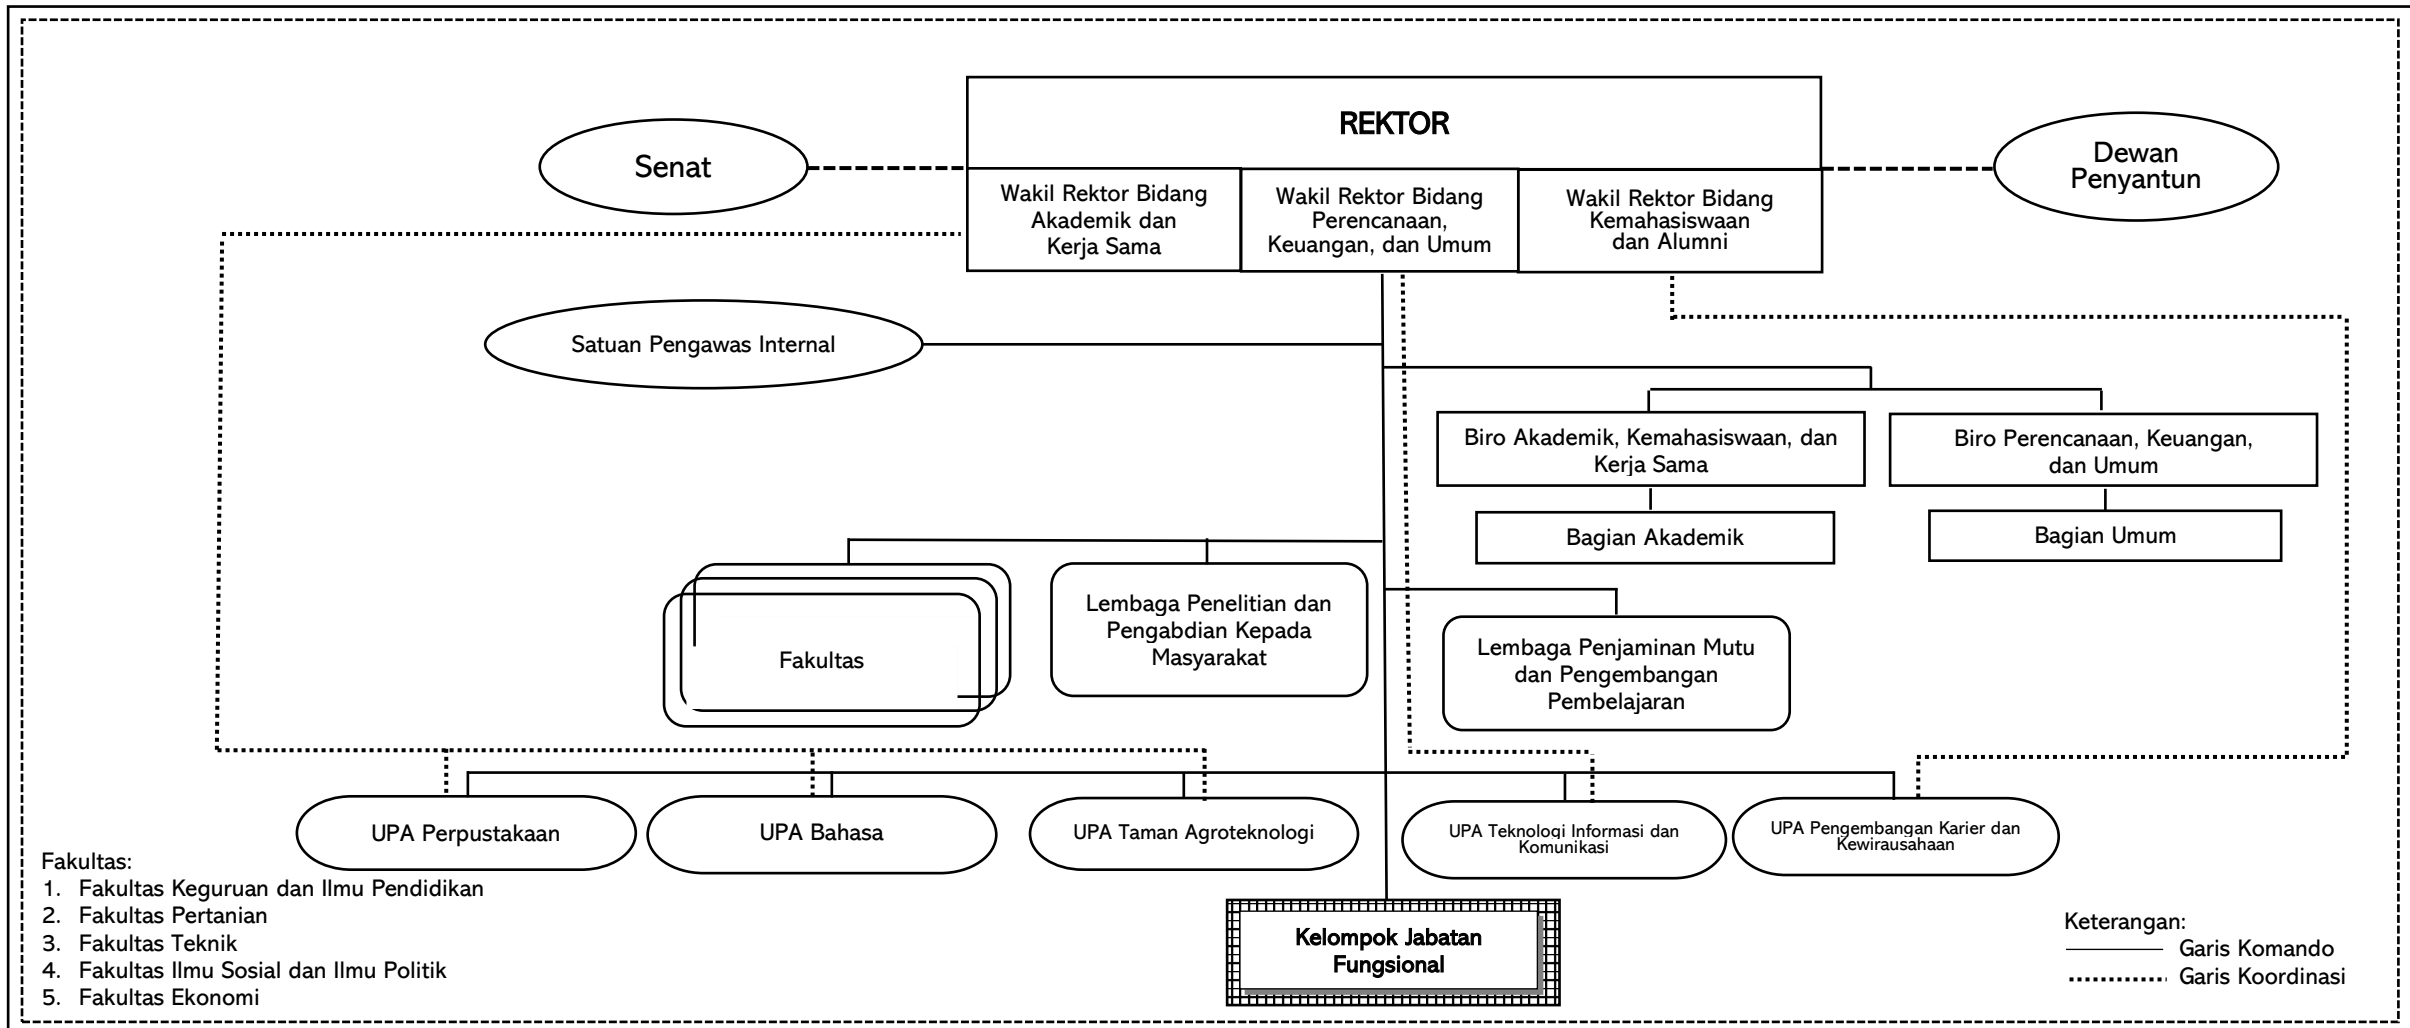 REKTOR
Senat
Dewan
Penyantun
Wakil Rektor Bidang
Akademik dan
Kerja Sama
Wakil Rektor Bidang
Perencanaan,
Keuangan, dan Umum
Wakil Rektor Bidang
Kemahasiswaan
dan Alumni
Satuan Pengawas Internal
Biro Akademik, Kemahasiswaan, dan
Kerja Sama
Biro Perencanaan, Keuangan,
dan Umum
Bagian Akademik
Bagian Umum
Fakultas
Lembaga Penelitian dan
Pengabdian Kepada
Masyarakat
Lembaga Penjaminan Mutu
dan Pengembangan
Pembelajaran
UPA Perpustakaan
UPA Bahasa
UPA Taman Agroteknologi
UPA Teknologi Informasi dan
Komunikasi
UPA Pengembangan Karier dan
Kewirausahaan
Fakultas:
1. Fakultas Keguruan dan Ilmu Pendidikan
2. Fakultas Pertanian
3. Fakultas Teknik
4. Fakultas Ilmu Sosial dan Ilmu Politik
5. Fakultas Ekonomi
Kelompok Jabatan
Fungsional
Keterangan:
Garis Komando
Garis Koordinasi